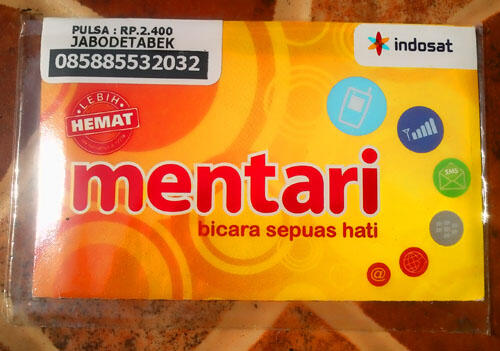 PULSA : RP.2.400
JABODETABEK
085885532032
indosat
LEBIH
HEMAT
mentari
bicara sepuas hati
SMS
@